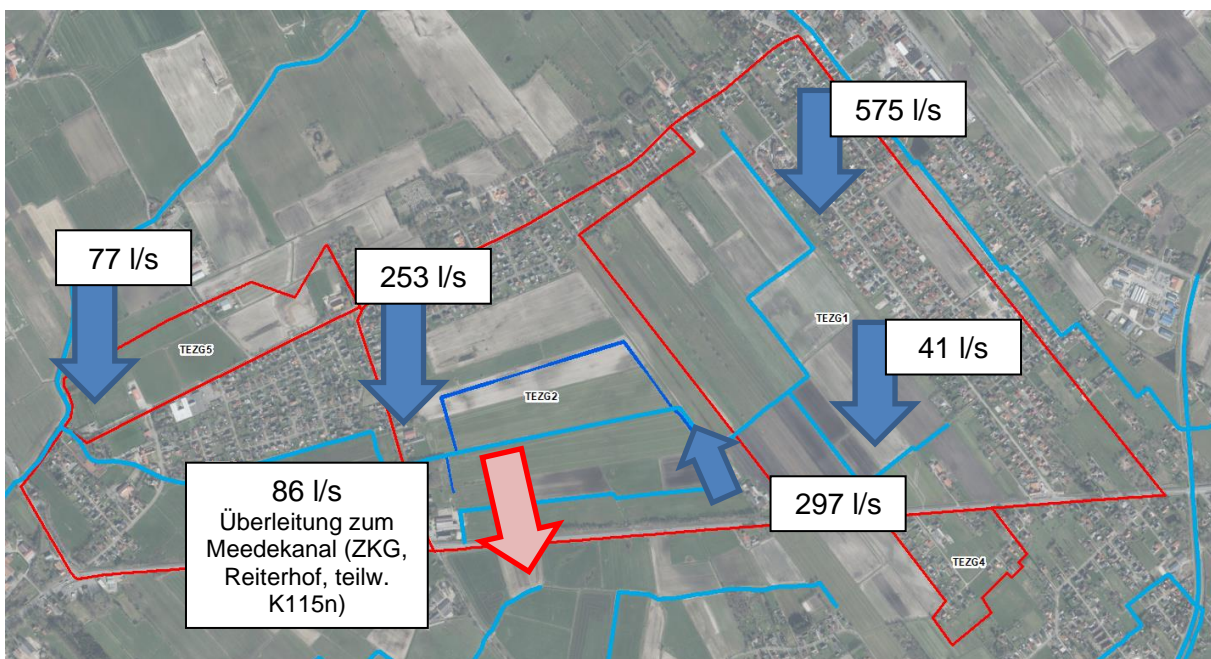 575 l/s
77 l/s
253 l/s
TEZG1
TEZG5
41 l/s
TEZG2
86 l/s
Überleitung zum
Meedekanal (ZKG,
Reiterhof, teilw.
K115n)
297 l/s
TEZG4